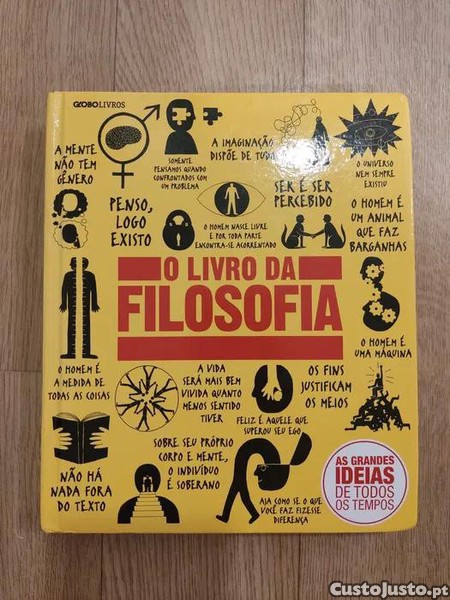 GLOBOLIVROS
A MENTE
NÃO TEM
GÊNERO
SOMENTE
PENSAMOS QUANDO
CONFRONTADOS COM
UM PROBLEMA
A IMAGINAÇÃO
DISPÕE DE TUDO
O UNIVERSO
NEM SEMPRE
EXISTIU
PENSO,
LOGO
EXISTO
O HOMEM NASCE LIVRE
E POR TODA PARTE
ENCONTRA-SE ACORRENTADO
SER É SER
PERCEBIDO
O HOMEM É
UM ANIMAL
QUE FAZ
BARGANHAS
O LIVRO DA
FILOSOFIA
O HOMEM É
UMA MÁQUINA
O HOMEM É
A MEDIDA DE
TODAS AS COISAS
A VIDA
SERÁ MAIS BEM
VIVIDA QUANTO
MENOS SENTIDO
TIVER
FELIZ É AQUELE QUE
SUPEROU SEU EGO
OS FINS
JUSTIFICAM
OS MEIOS
NÃO HÁ
NADA FORA
DO TEXTO
SOBRE SEU PRÓPRIO
CORPO E MENTE,
O INDIVÍDUO
É SOBERANO
AJA COMO SE O QUE
VOCÊ FAZ FIZESSE
DIFERENÇA
AS GRANDES
IDEIAS
DE TODOS
OS TEMPOS
CustoJusto.pt